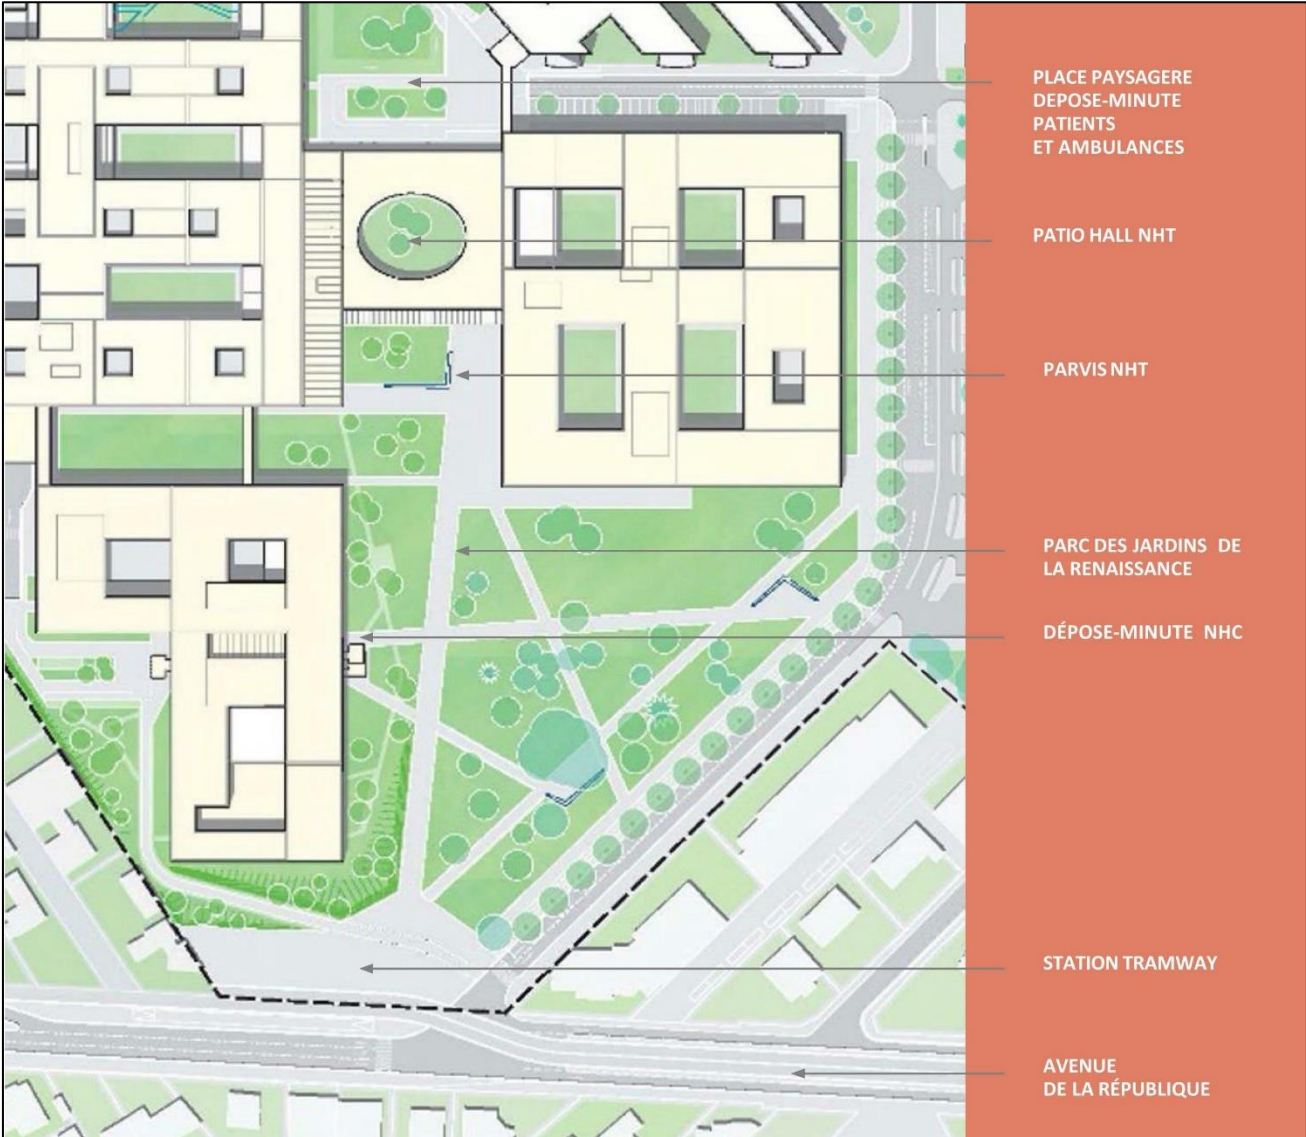 PLACE PAYSAGERE
DEPOSE-MINUTE
PATIENTS
ET AMBULANCES
PATIO HALL NHT
PARVIS NHT
PARC DES JARDINS DE
LA RENAISSANCE
DÉPOSE-MINUTE NHC
STATION TRAMWAY
AVENUE
DE LA RÉPUBLIQUE